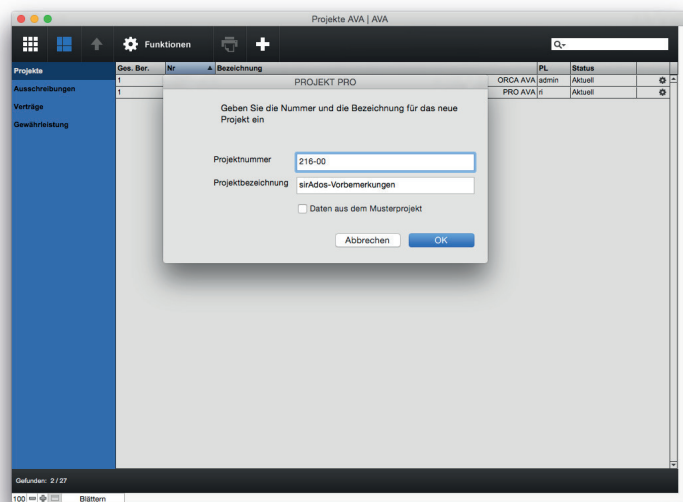 Projekte AVA | AVA
Funktionen
Q
Projekte
Ausschreibungen
Verträge
Gewährleistung
Ges. Ber. Nr Bezeichnung PL Status
1 ORCA AVA admin Aktuell
1 PRO AVA ri Aktuell
PROJEKT PRO
Geben Sie die Nummer und die Bezeichnung für das neue
Projekt ein
Projektnummer 216-00
Projektbezeichnung sirAdos-Vorbemerkungen
Daten aus dem Musterprojekt
Abbrechen OK
Gefunden: 2 / 27
100 Blättern